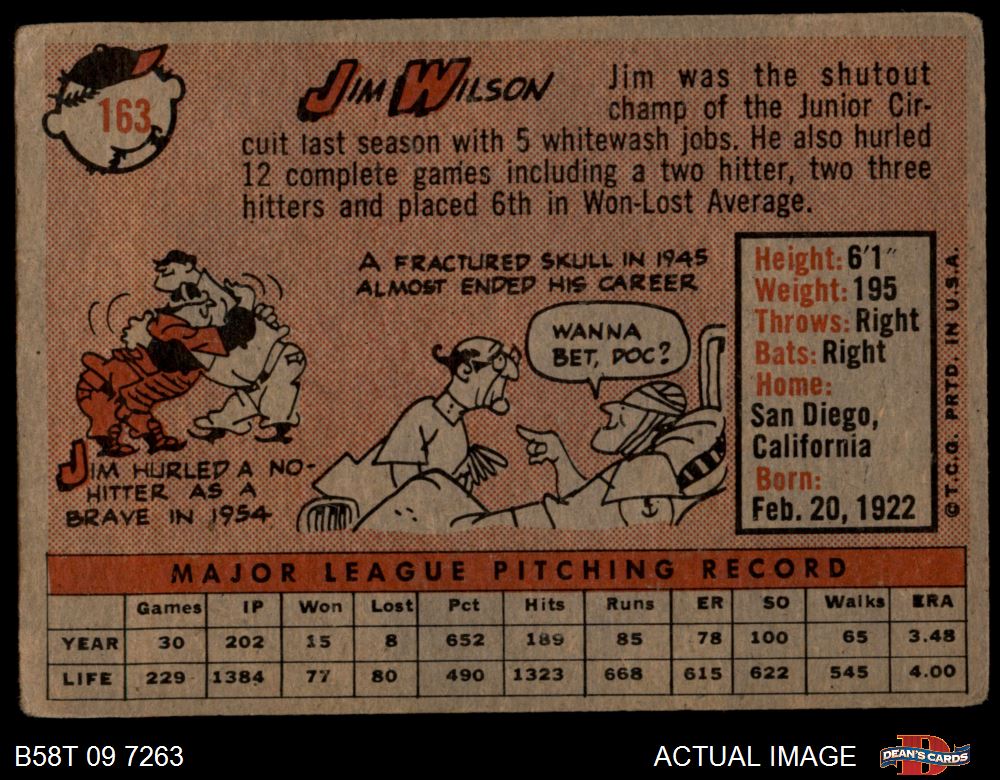 163
JIM WILSON
Jim was the shutout
champ of the Junior Cir-
cuit last season with 5 whitewash jobs. He also hurled
12 complete games including a two hitter, two three
hitters and placed 6th in Won-Lost Average.
A FRACTURED SKULL IN 1945
ALMOST ENDED HIS CAREER
WANNA
BET, DOC?
JIM HURLED A NO-
HITTER AS A
BRAVE IN 1954
Height: 6'1"
Weight: 195
Throws: Right
Bats: Right
Home:
San Diego,
California
Born:
Feb. 20, 1922
© T.C.G. PRTD. IN U.S.A.
MAJOR LEAGUE PITCHING RECORD
Games IP Won Lost Pct Hits Runs ER SO Walks ERA
YEAR 30 202 15 8 652 189 85 78 100 65 3.48
LIFE 229 1384 77 80 490 1323 668 615 622 545 4.00
B58T 09 7263
ACTUAL IMAGE
DEAN'S CARDS